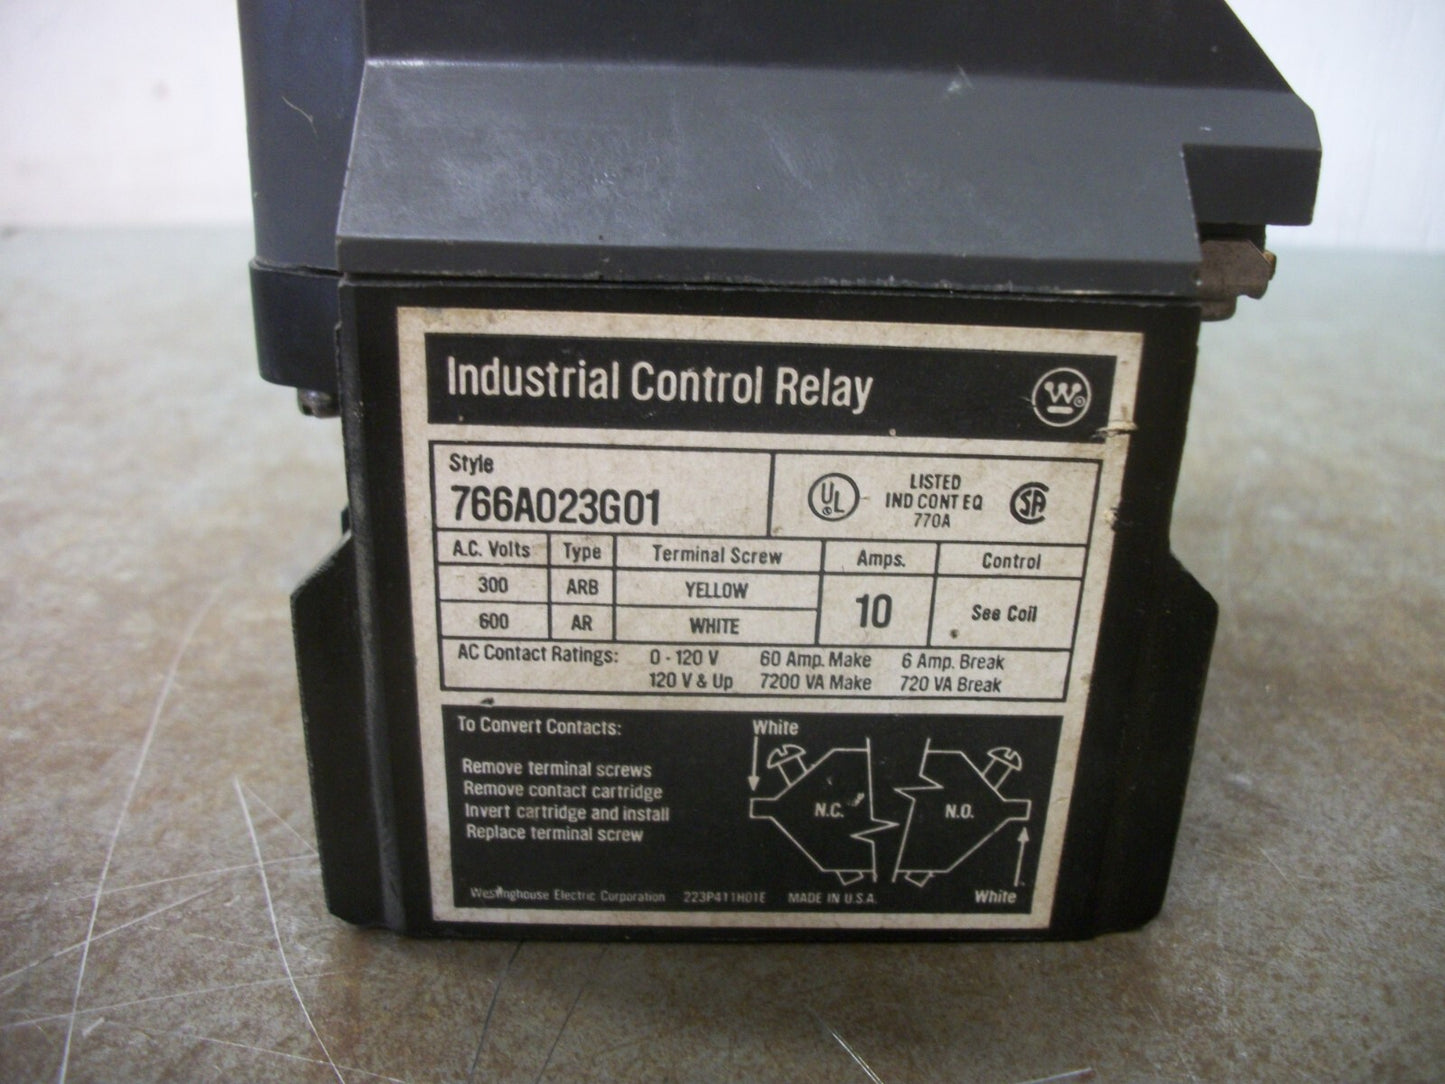 Industrial Control Relay
W
®
Style
766A023G01
UL
®
LISTED
IND CONT EQ
770A
SA
A.C. Volts Type Terminal Screw Amps. Control
300 ARB YELLOW 10 See Coil
600 AR WHITE
AC Contact Ratings: 0 - 120 V 60 Amp. Make 6 Amp. Break
120 V & Up 7200 VA Make 720 VA Break
To Convert Contacts:
Remove terminal screws
Remove contact cartridge
Invert cartridge and install
Replace terminal screw
White
N.C.
N.O.
White
Westinghouse Electric Corporation 223P411H01E MADE IN U.S.A.